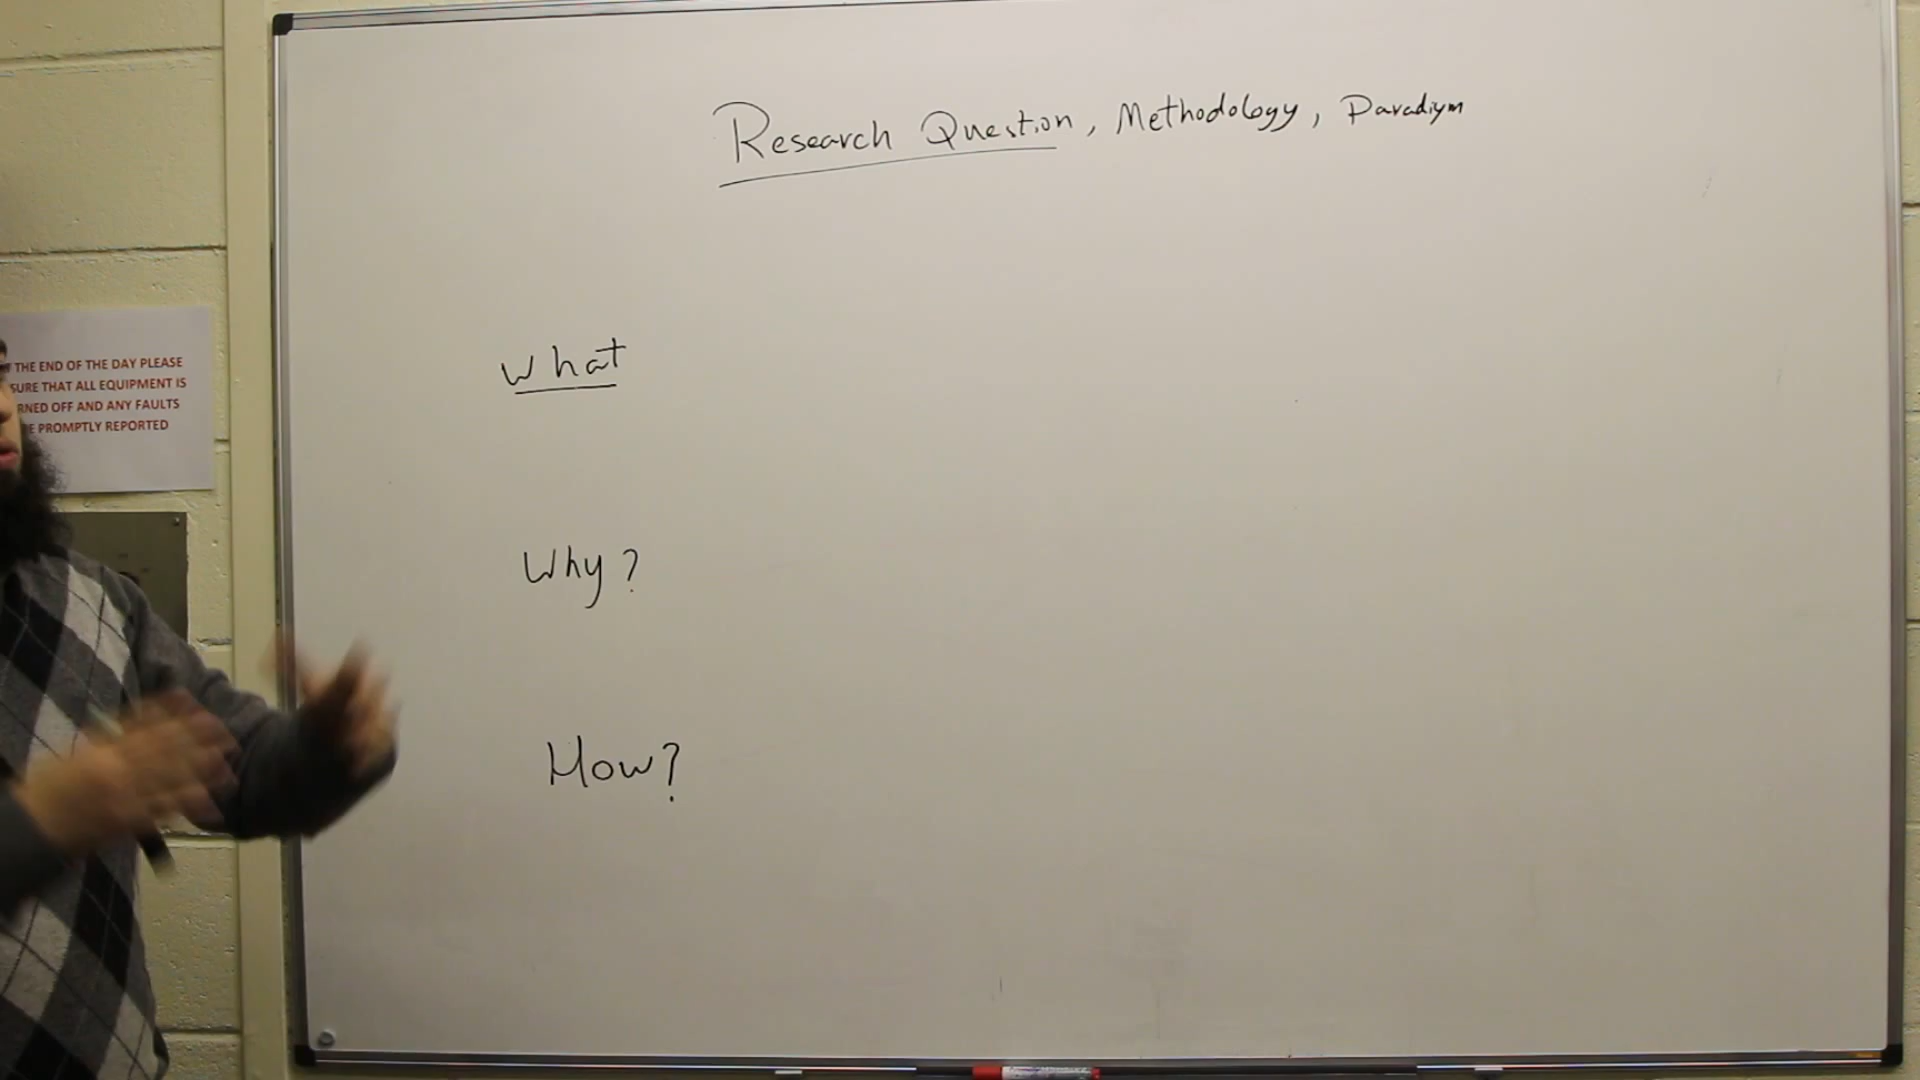 Research Question, Methodology, Paradigm
What
Why?
How?
THE END OF THE DAY PLEASE
SURE THAT ALL EQUIPMENT IS
RNED OFF AND ANY FAULTS
E PROMPTLY REPORTED